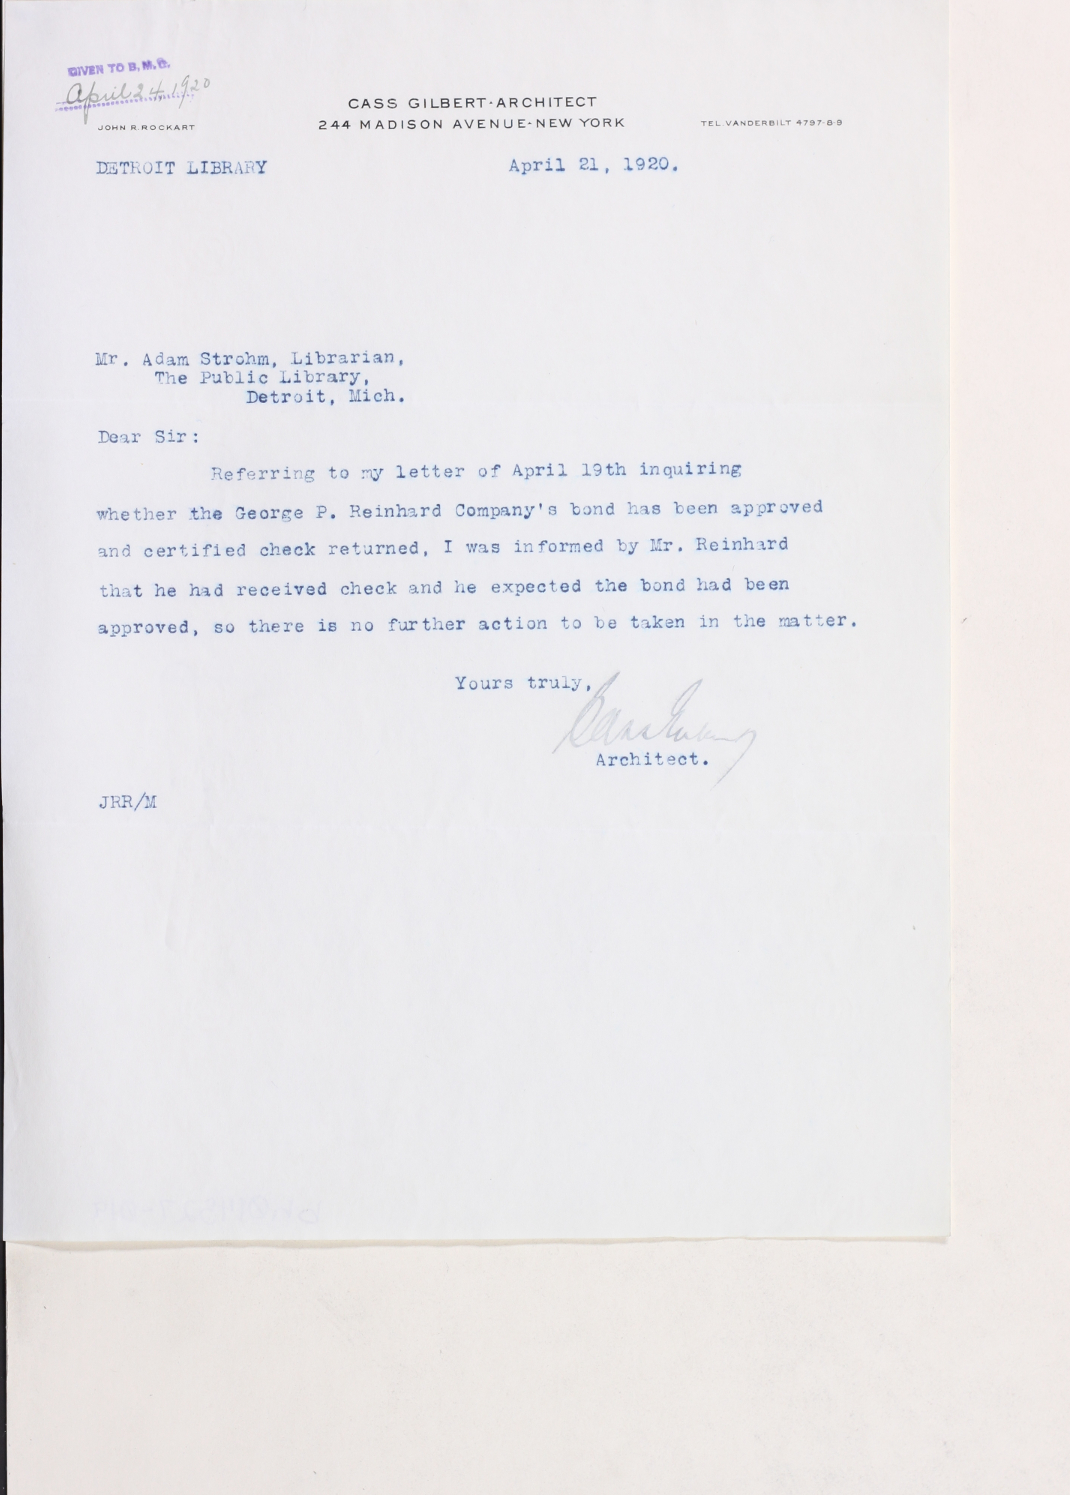 GIVEN TO B.M.C.
April 24, 1920
CASS GILBERT·ARCHITECT
JOHN R. ROCKART
244 MADISON AVENUE·NEW YORK
TEL. VANDERBILT 4797-8-9
DETROIT LIBRARY
April 21, 1920.
Mr. Adam Strohm, Librarian,
The Public Library,
Detroit, Mich.
Dear Sir:
Referring to my letter of April 19th inquiring
whether the George P. Reinhard Company's bond has been approved
and certified check returned, I was informed by Mr. Reinhard
that he had received check and he expected the bond had been
approved, so there is no further action to be taken in the matter.
Yours truly,
Cass Gilbert
Architect.
JRR/M